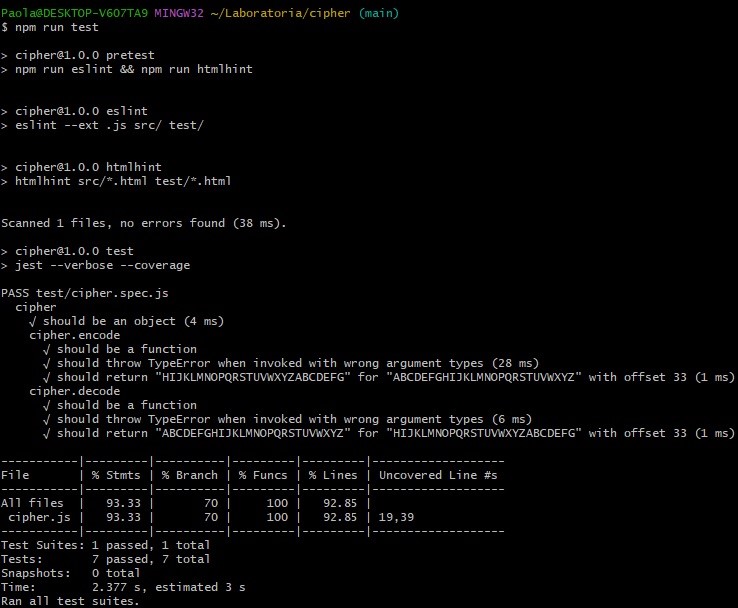 Paola@DESKTOP-V6O7TA9 MINGW32 ~/Laboratoria/cipher (main)
$ npm run test

> cipher@1.0.0 pretest
> npm run eslint && npm run htmlhint

> cipher@1.0.0 eslint
> eslint --ext .js src/ test/

> cipher@1.0.0 htmlhint
> htmlhint src/*.html test/*.html

Scanned 1 files, no errors found (38 ms).

> cipher@1.0.0 test
> jest --verbose --coverage

PASS test/cipher.spec.js
  cipher
    √ should be an object (4 ms)
    cipher.encode
      √ should be a function
      √ should throw TypeError when invoked with wrong argument types (28 ms)
      √ should return "HIJKLMNOPQRSTUVWXYZABCDEFG" for "ABCDEFGHIJKLMNOPQRSTUVWXYZ" with offset 33 (1 ms)
    cipher.decode
      √ should be a function
      √ should throw TypeError when invoked with wrong argument types (6 ms)
      √ should return "ABCDEFGHIJKLMNOPQRSTUVWXYZ" for "HIJKLMNOPQRSTUVWXYZABCDEFG" with offset 33 (1 ms)

-----------|---------|----------|---------|---------|-------------------
File       | % Stmts | % Branch | % Funcs | % Lines | Uncovered Line #s
-----------|---------|----------|---------|---------|-------------------
All files  |   93.33 |       70 |     100 |   92.85 |
 cipher.js |   93.33 |       70 |     100 |   92.85 | 19,39
-----------|---------|----------|---------|---------|-------------------
Test Suites: 1 passed, 1 total
Tests:       7 passed, 7 total
Snapshots:   0 total
Time:        2.377 s, estimated 3 s
Ran all test suites.